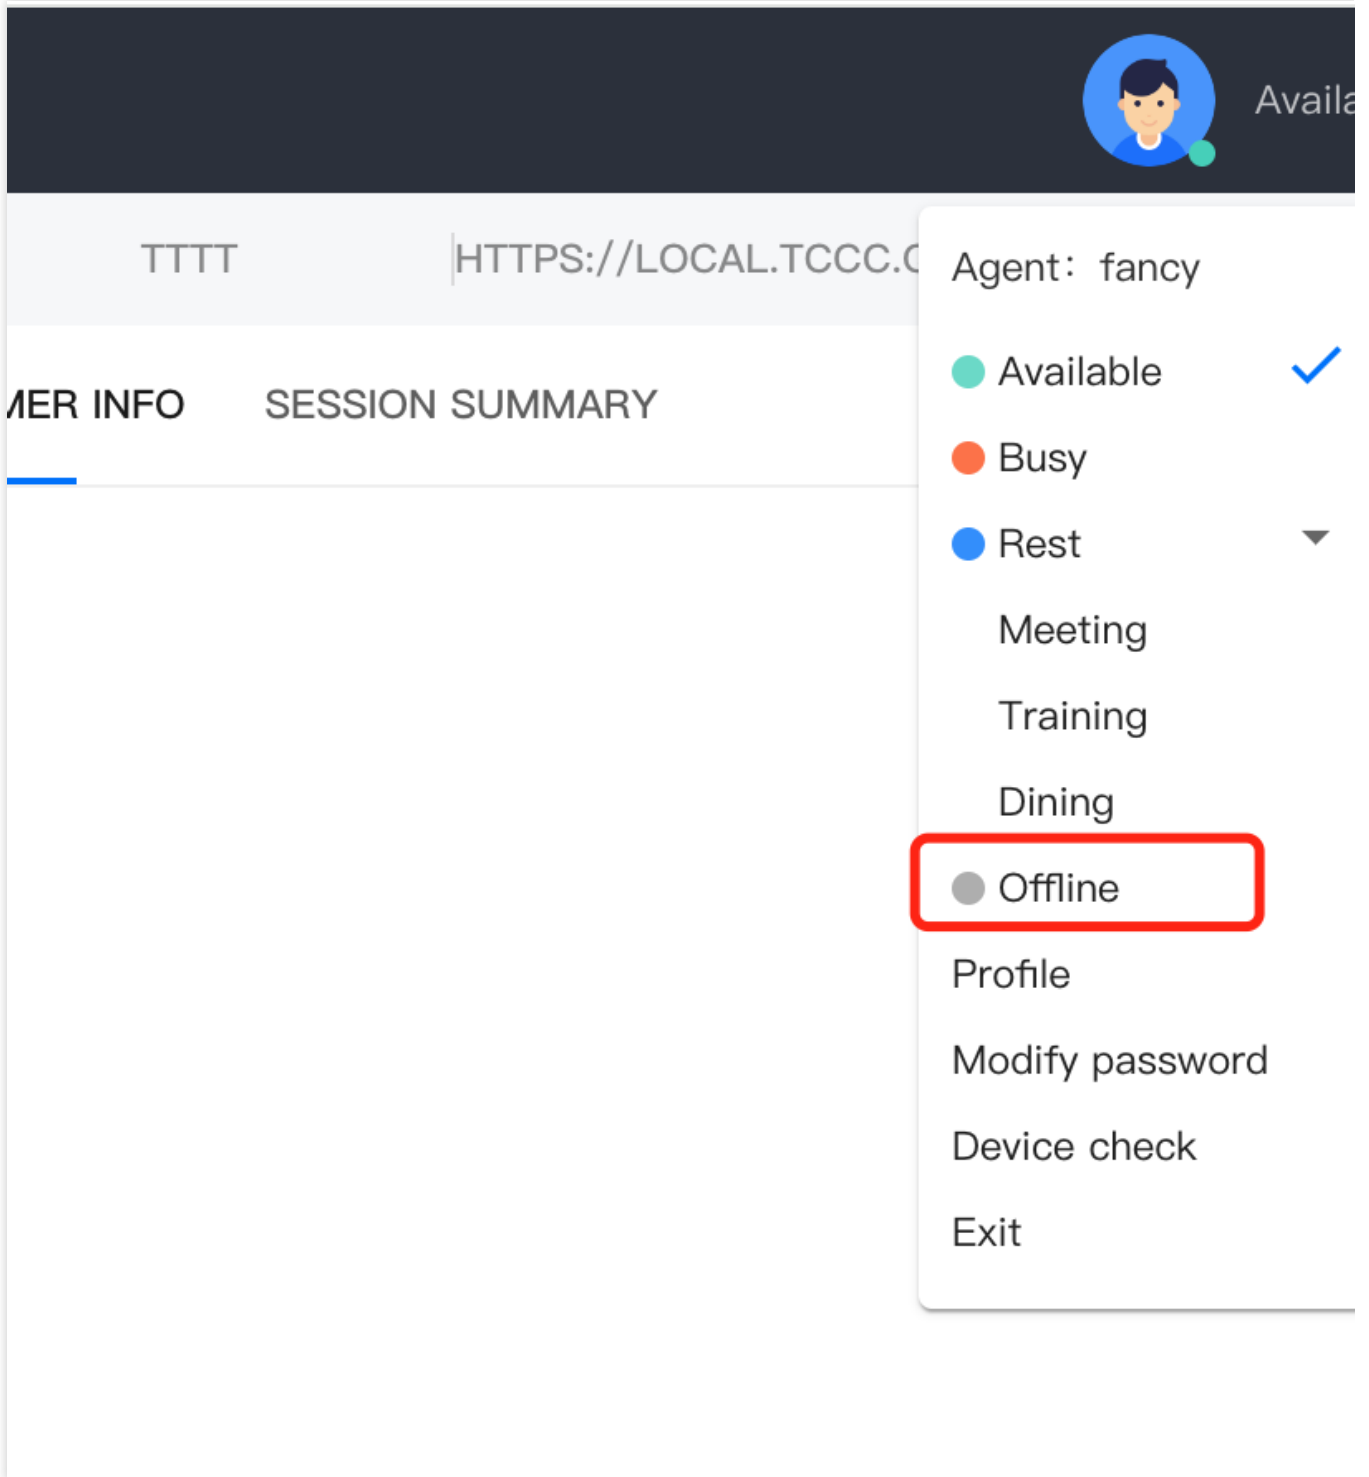 Availa
TTTT
HTTPS://LOCAL.TCCC.
Agent: fancy
MER INFO
SESSION SUMMARY
Available
Busy
Rest
Meeting
Training
Dining
Offline
Profile
Modify password
Device check
Exit